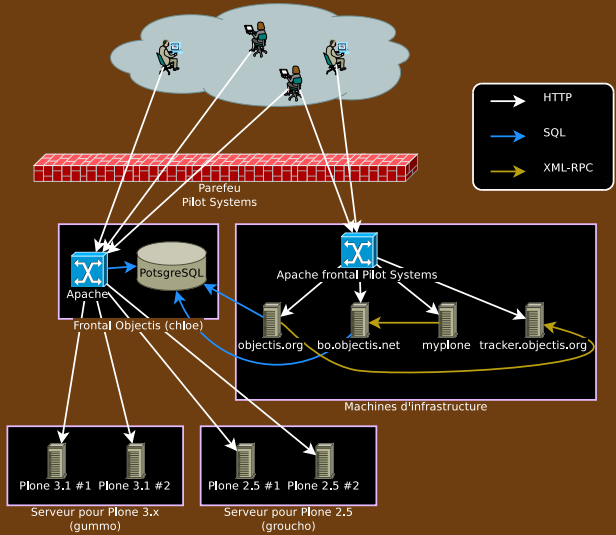 HTTP
SQL
XML-RPC
Parefeu
Pilot Systems
PotsgreSQL
Apache
Frontal Objectis (chloe)
Apache frontal Pilot Systems
objectis.org
bo.objectis.net
myplone
tracker.objectis.org
Machines d'infrastructure
Plone 3.1 #1
Plone 3.1 #2
Serveur pour Plone 3.x
(gummo)
Plone 2.5 #1
Plone 2.5 #2
Serveur pour Plone 2.5
(groucho)